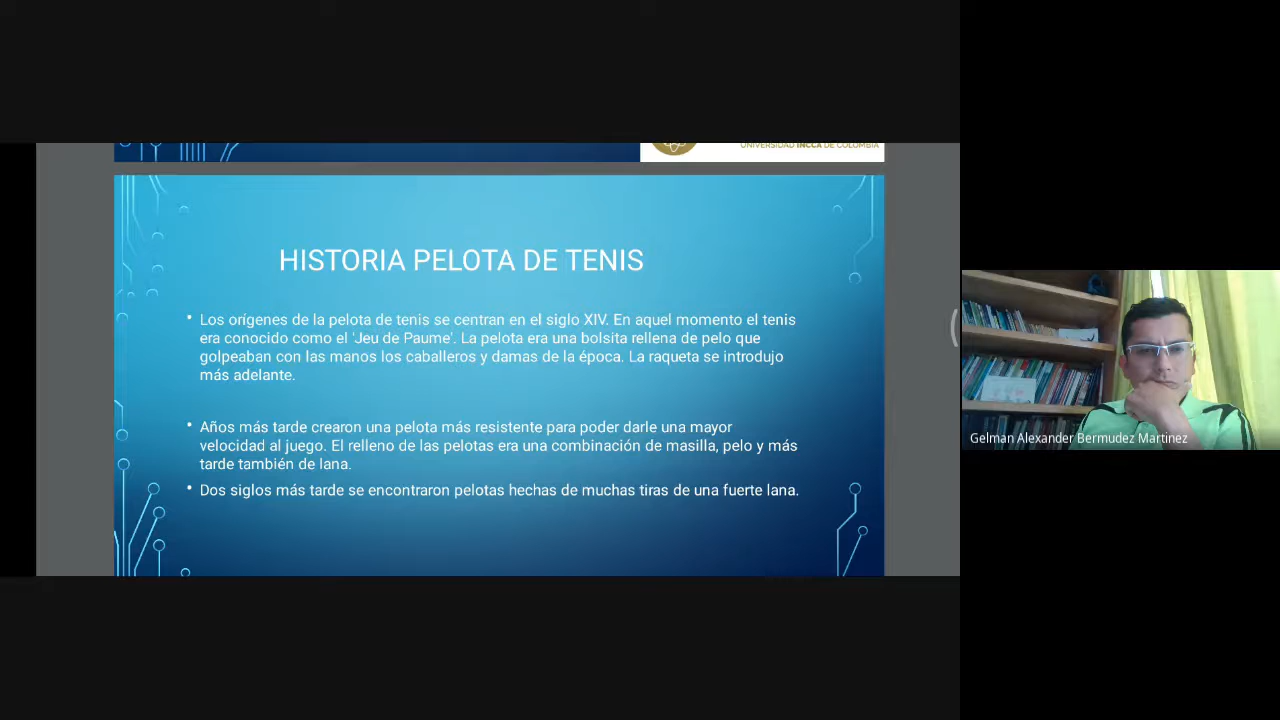 UNIVERSIDAD INCCA DE COLOMBIA
HISTORIA PELOTA DE TENIS
• Los orígenes de la pelota de tenis se centran en el siglo XIV. En aquel momento el tenis
era conocido como el 'Jeu de Paume'. La pelota era una bolsita rellena de pelo que
golpeaban con las manos los caballeros y damas de la época. La raqueta se introdujo
más adelante.
• Años más tarde crearon una pelota más resistente para poder darle una mayor
velocidad al juego. El relleno de las pelotas era una combinación de masilla, pelo y más
tarde también de lana.
• Dos siglos más tarde se encontraron pelotas hechas de muchas tiras de una fuerte lana.
Gelman Alexander Bermudez Martinez